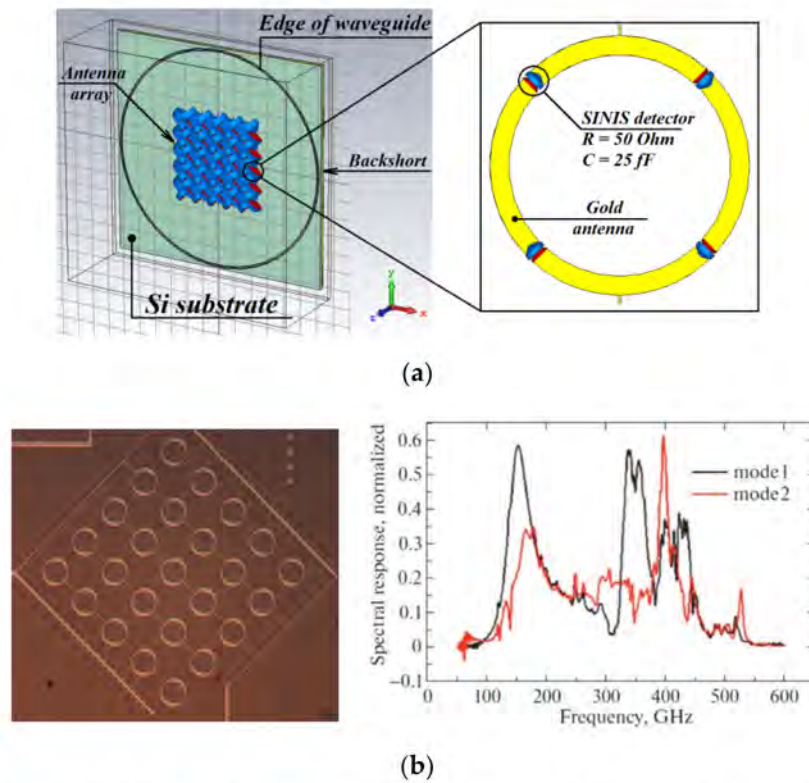 Edge of waveguide
Antenna
array
Backshort
Si substrate
y
x
z
SINIS detector
R = 50 Ohm
C = 25 fF
Gold
antenna
(a)
Spectral response, normalized
0.6
0.5
0.4
0.3
0.2
0.1
0
−0.1
mode1
mode2
0 100 200 300 400 500 600
Frequency, GHz
(b)